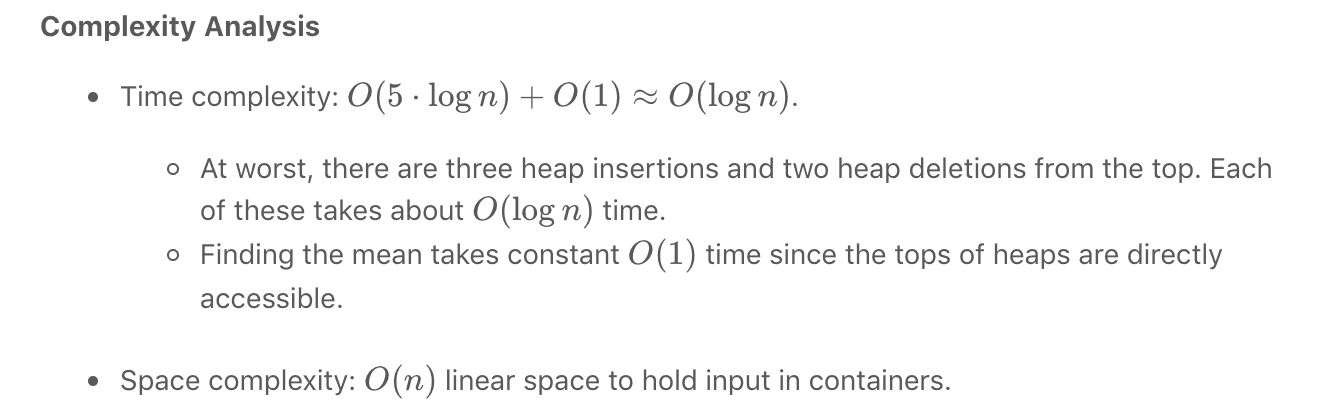 Complexity Analysis
• Time complexity: O(5 · log n) + O(1) ≈ O(log n).
◦ At worst, there are three heap insertions and two heap deletions from the top. Each
of these takes about O(log n) time.
◦ Finding the mean takes constant O(1) time since the tops of heaps are directly
accessible.
• Space complexity: O(n) linear space to hold input in containers.